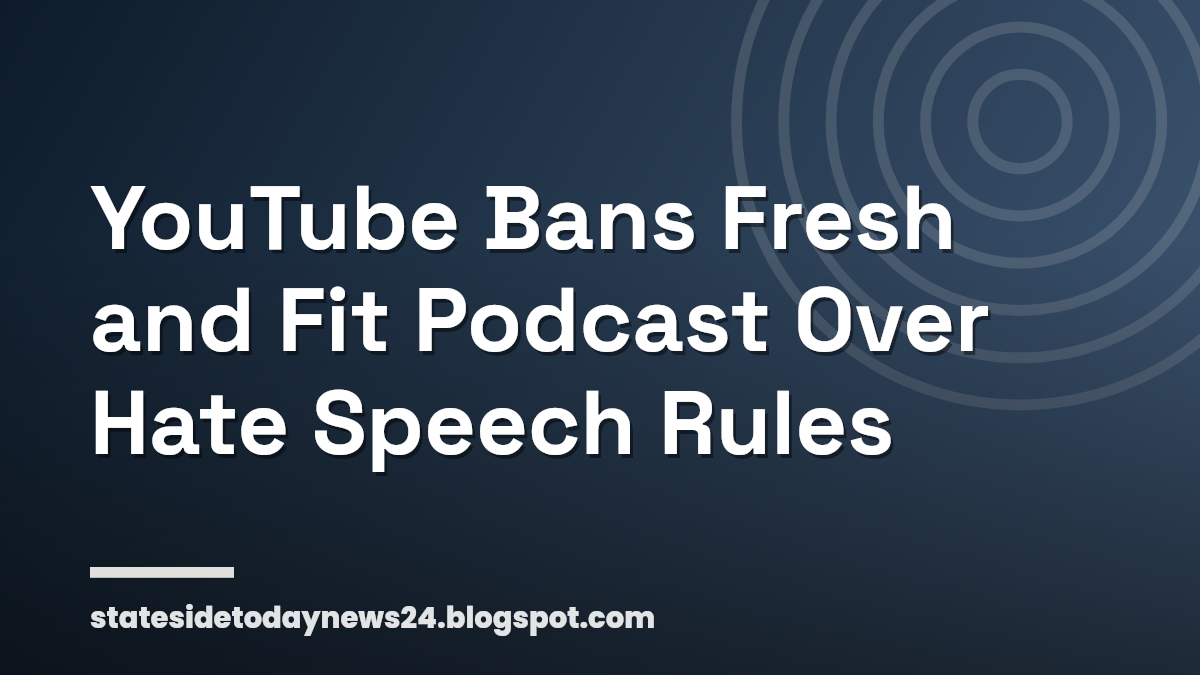 YouTube Bans Fresh
and Fit Podcast Over
Hate Speech Rules
statesidetodaynews24.blogspot.com